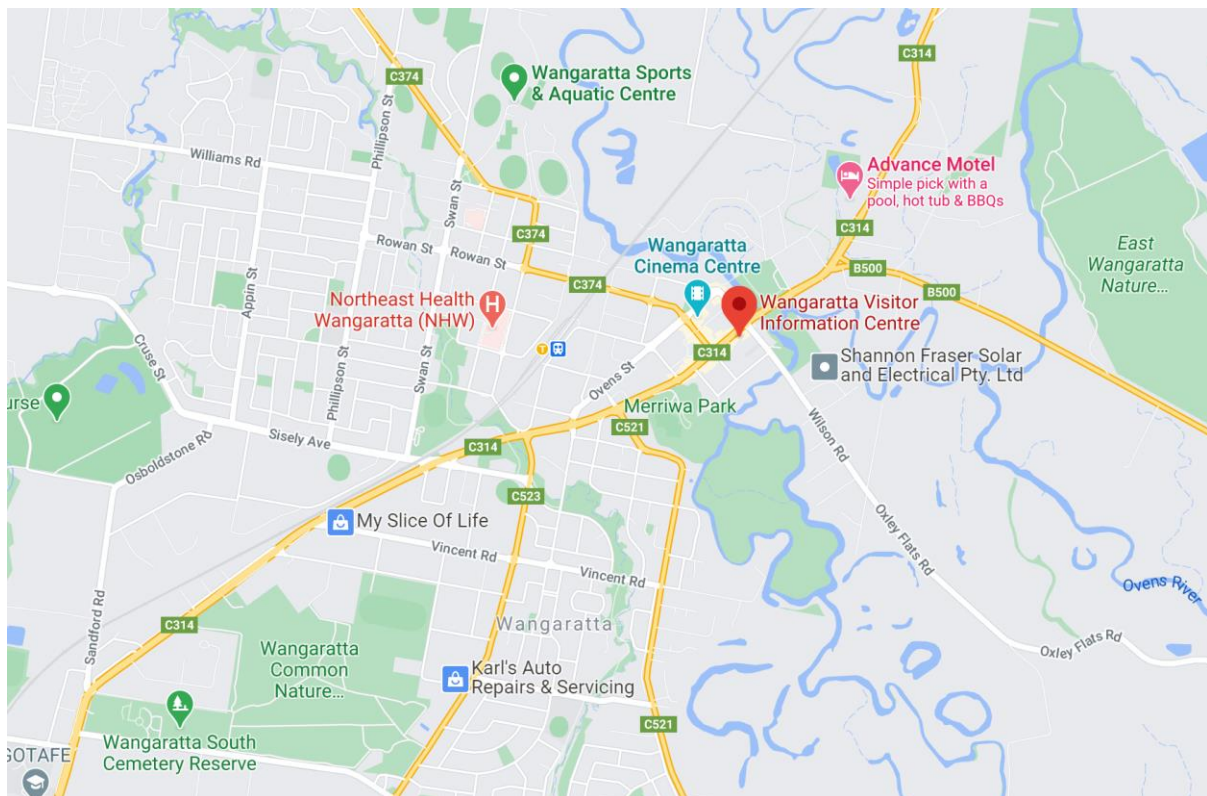 C374
C314
Wangaratta Sports
& Aquatic Centre
Phillipson St
Williams Rd
Swan St
Advance Motel
Simple pick with a
pool, hot tub & BBQs
C374
C314
Rowan St
Rowan St
Wangaratta
Cinema Centre
East
Wangaratta
Nature...
B500
B500
C374
Appin St
Northeast Health
Wangaratta (NHW)
H
Wangaratta Visitor
Information Centre
C314
T
Shannon Fraser Solar
and Electrical Pty. Ltd
Cruse St
Phillipson St
Swan St
Ovens St
urse
Merriwa Park
C521
Wilson Rd
Osboldstone Rd
Sisely Ave
C314
C523
My Slice Of Life
Oxley Flats Rd
Vincent Rd
Vincent Rd
Ovens River
Sandford Rd
C314
Wangaratta
Wangaratta
Common
Nature...
Oxley Flats Rd
Karl's Auto
Repairs & Servicing
C521
Wangaratta South
Cemetery Reserve
GOTAFE